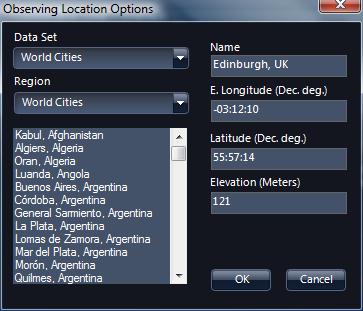 Observing Location Options
Data Set
World Cities
Region
World Cities
Kabul, Afghanistan
Algiers, Algeria
Oran, Algeria
Luanda, Angola
Buenos Aires, Argentina
Córdoba, Argentina
General Sarmiento, Argentina
La Plata, Argentina
Lomas de Zamora, Argentina
Mar del Plata, Argentina
Morón, Argentina
Quilmes, Argentina
Name
Edinburgh, UK
E. Longitude (Dec. deg.)
-03:12:10
Latitude (Dec. deg.)
55:57:14
Elevation (Meters)
121
OK
Cancel